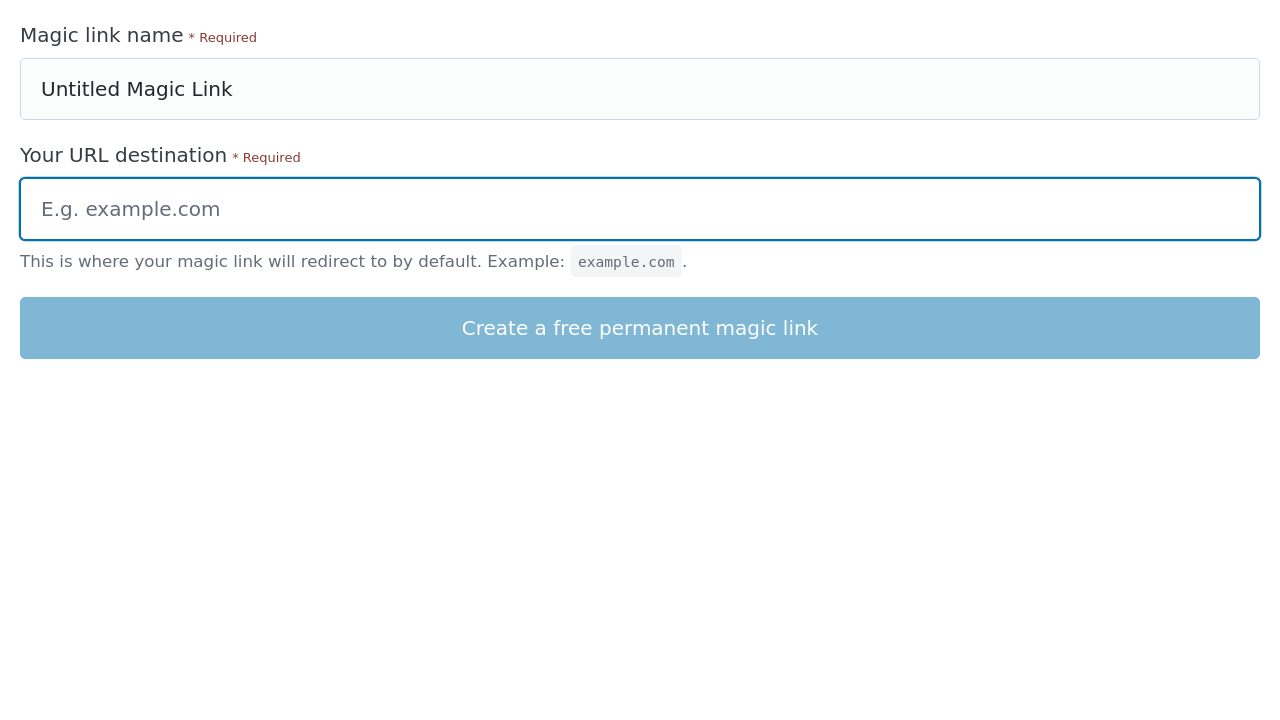 Magic link name * Required
Untitled Magic Link
Your URL destination * Required
E.g. example.com
This is where your magic link will redirect to by default. Example: example.com.
Create a free permanent magic link